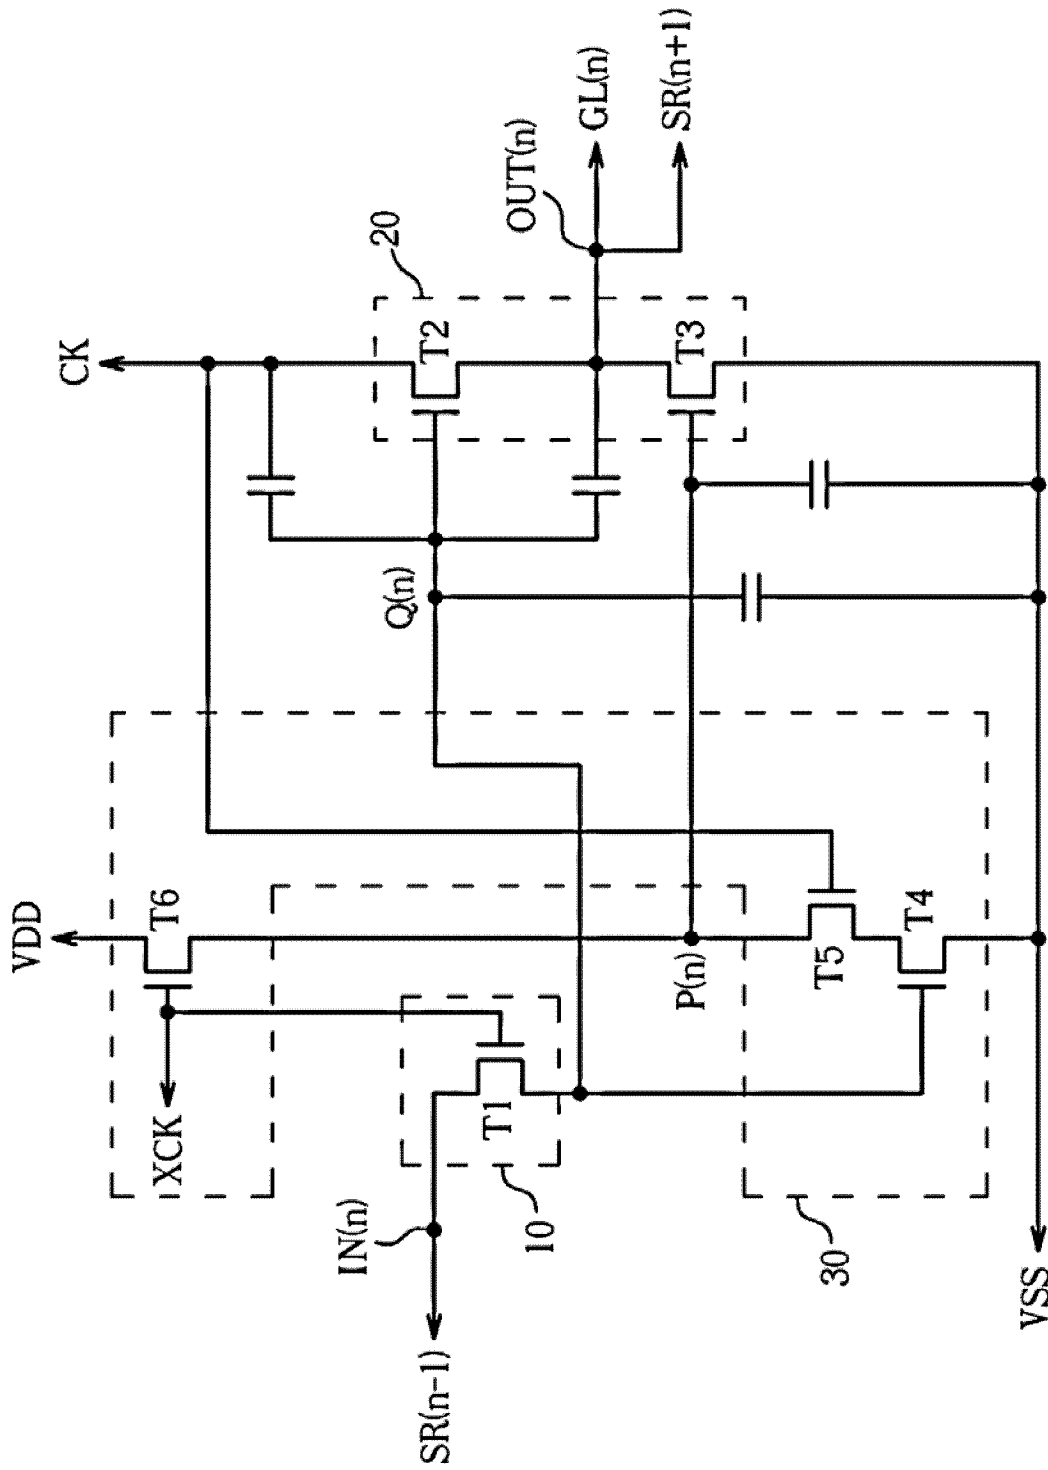 VDD
CK
XCK
T6
20
T2
OUT(n)
GL(n)
SR(n+1)
IN(n)
SR(n-1)
10
T1
Q(n)
P(n)
T3
T5
T4
30
VSS